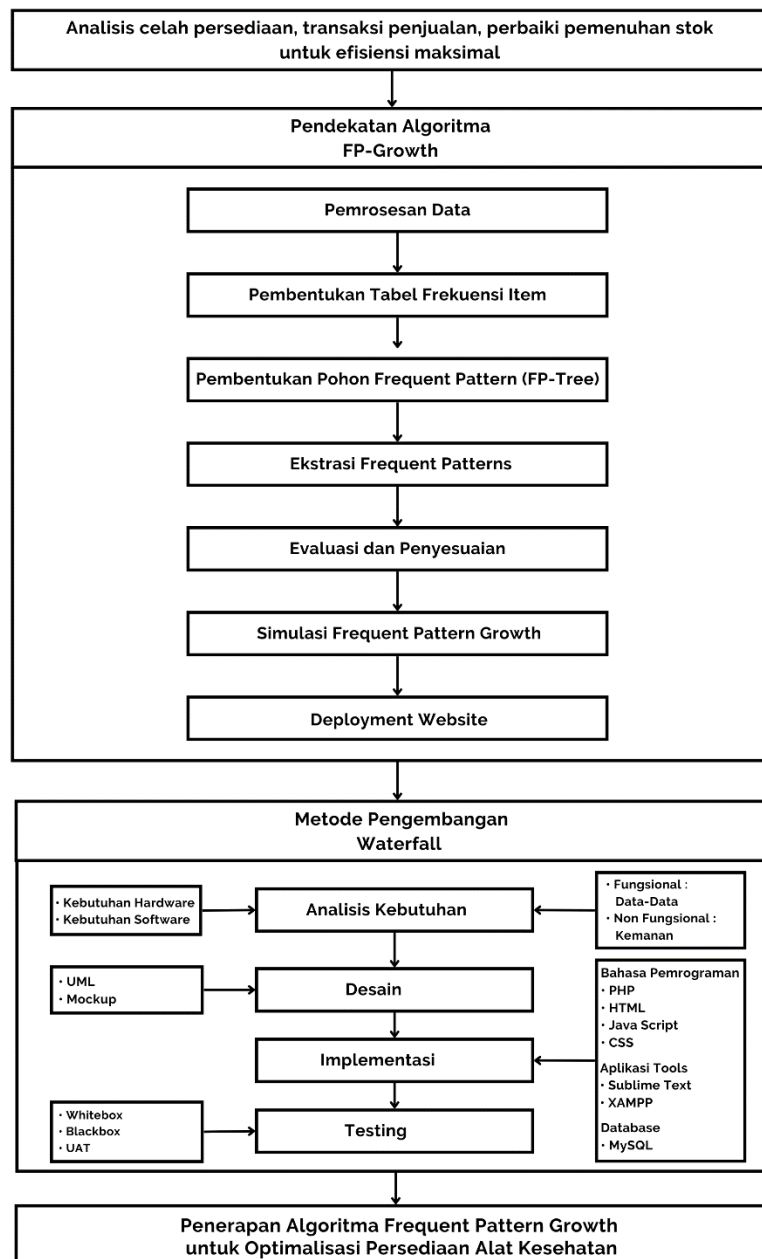 Analisis celah persediaan, transaksi penjualan, perbaiki pemenuhan stok
untuk efisiensi maksimal
Pendekatan Algoritma
FP-Growth
Pemrosesan Data
Pembentukan Tabel Frekuensi Item
Pembentukan Pohon Frequent Pattern (FP-Tree)
Ekstrasi Frequent Patterns
Evaluasi dan Penyesuaian
Simulasi Frequent Pattern Growth
Deployment Website
Metode Pengembangan
Waterfall
• Kebutuhan Hardware
• Kebutuhan Software
Analisis Kebutuhan
• Fungsional :
Data-Data
• Non Fungsional :
Kemanan
• UML
• Mockup
Desain
Implementasi
Bahasa Pemrograman
• PHP
• HTML
• Java Script
• CSS
Aplikasi Tools
• Sublime Text
• XAMPP
Database
• MySQL
• Whitebox
• Blackbox
• UAT
Testing
Penerapan Algoritma Frequent Pattern Growth
untuk Optimalisasi Persediaan Alat Kesehatan